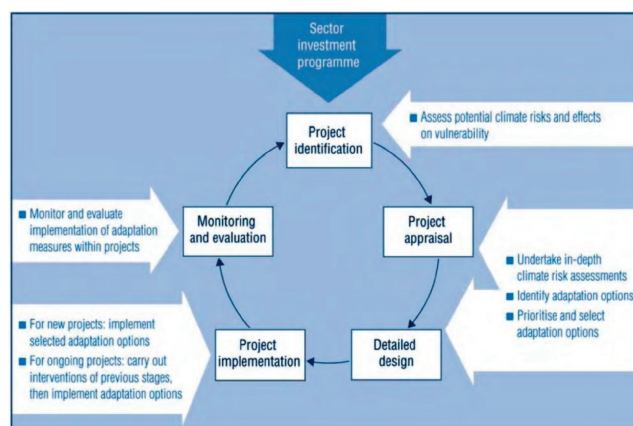 Sector
investment
programme
Project
identification
■ Assess potential climate risks and effects
on vulnerability
■ Monitor and evaluate
implementation of adaptation
measures within projects
Monitoring
and evaluation
Project
appraisal
■ Undertake in-depth
climate risk assessments
■ Identify adaptation options
■ Prioritise and select
adaptation options
■ For new projects: implement
selected adaptation options
■ For ongoing projects: carry out
interventions of previous stages,
then implement adaptation options
Project
implementation
Detailed
design